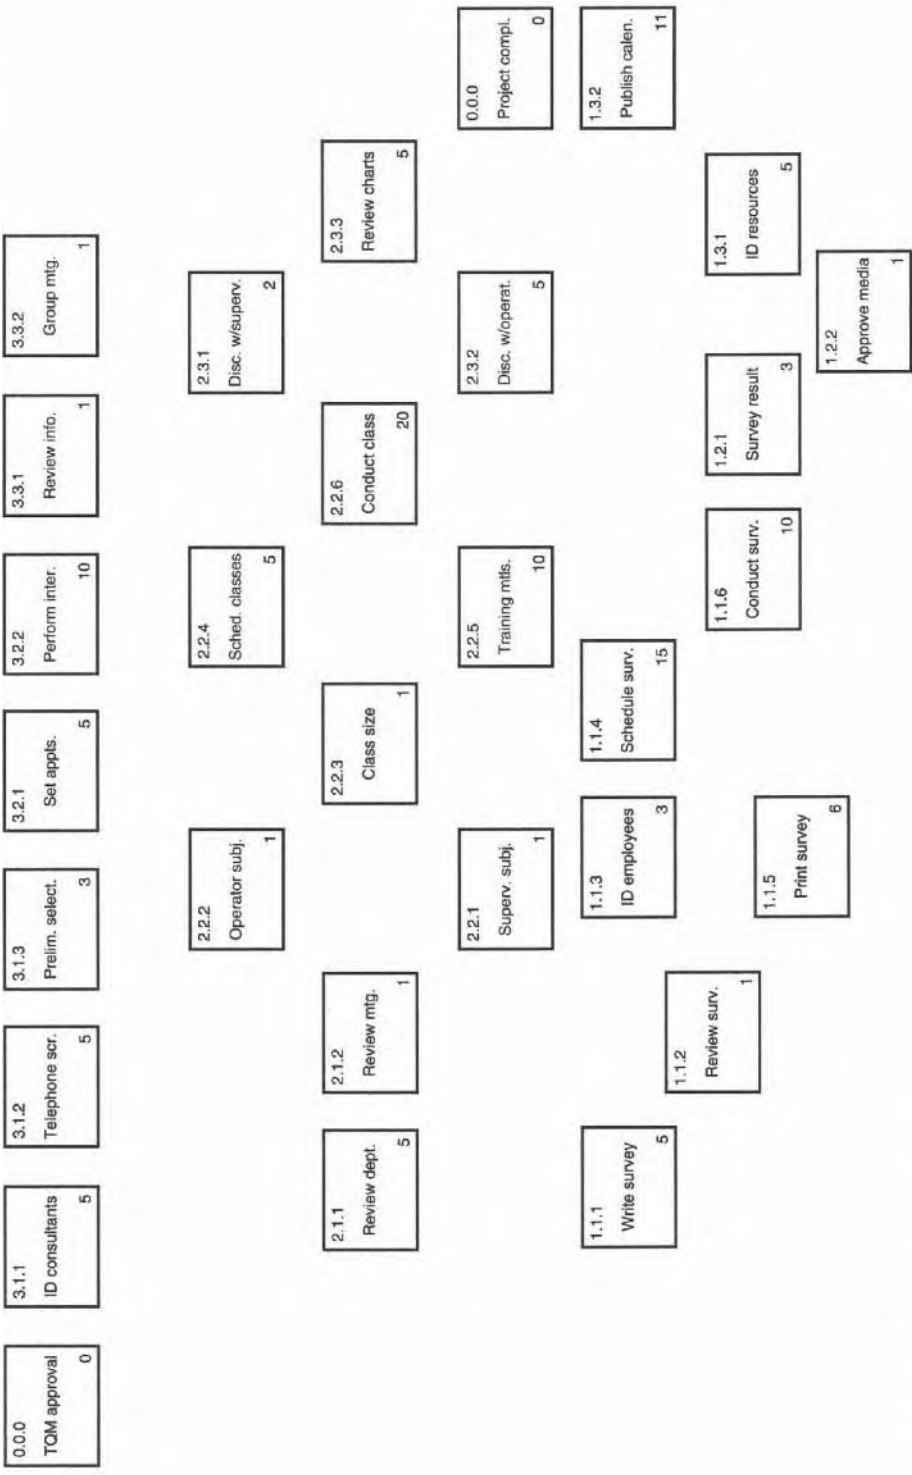 0.0.0
TQM approval
0
3.1.1
ID consultants
5
3.1.2
Telephone scr.
5
3.1.3
Prelim. select.
3
3.2.1
Set appts.
5
3.2.2
Perform inter.
10
3.3.1
Review info.
1
3.3.2
Group mtg.
1
2.2.2
Operator subj.
1
2.2.4
Sched. classes
5
2.3.1
Disc. w/superv.
2
2.1.1
Review dept.
5
2.1.2
Review mtg.
1
2.2.3
Class size
1
2.2.6
Conduct class
20
2.3.3
Review charts
5
2.2.1
Superv. subj.
1
2.2.5
Training mtls.
10
2.3.2
Disc. w/operat.
5
0.0.0
Project compl.
0
1.1.1
Write survey
5
1.1.3
ID employees
3
1.1.4
Schedule surv.
15
1.3.2
Publish calen.
11
1.1.2
Review surv.
1
1.1.6
Conduct surv.
10
1.2.1
Survey result
3
1.3.1
ID resources
5
1.1.5
Print survey
6
1.2.2
Approve media
1